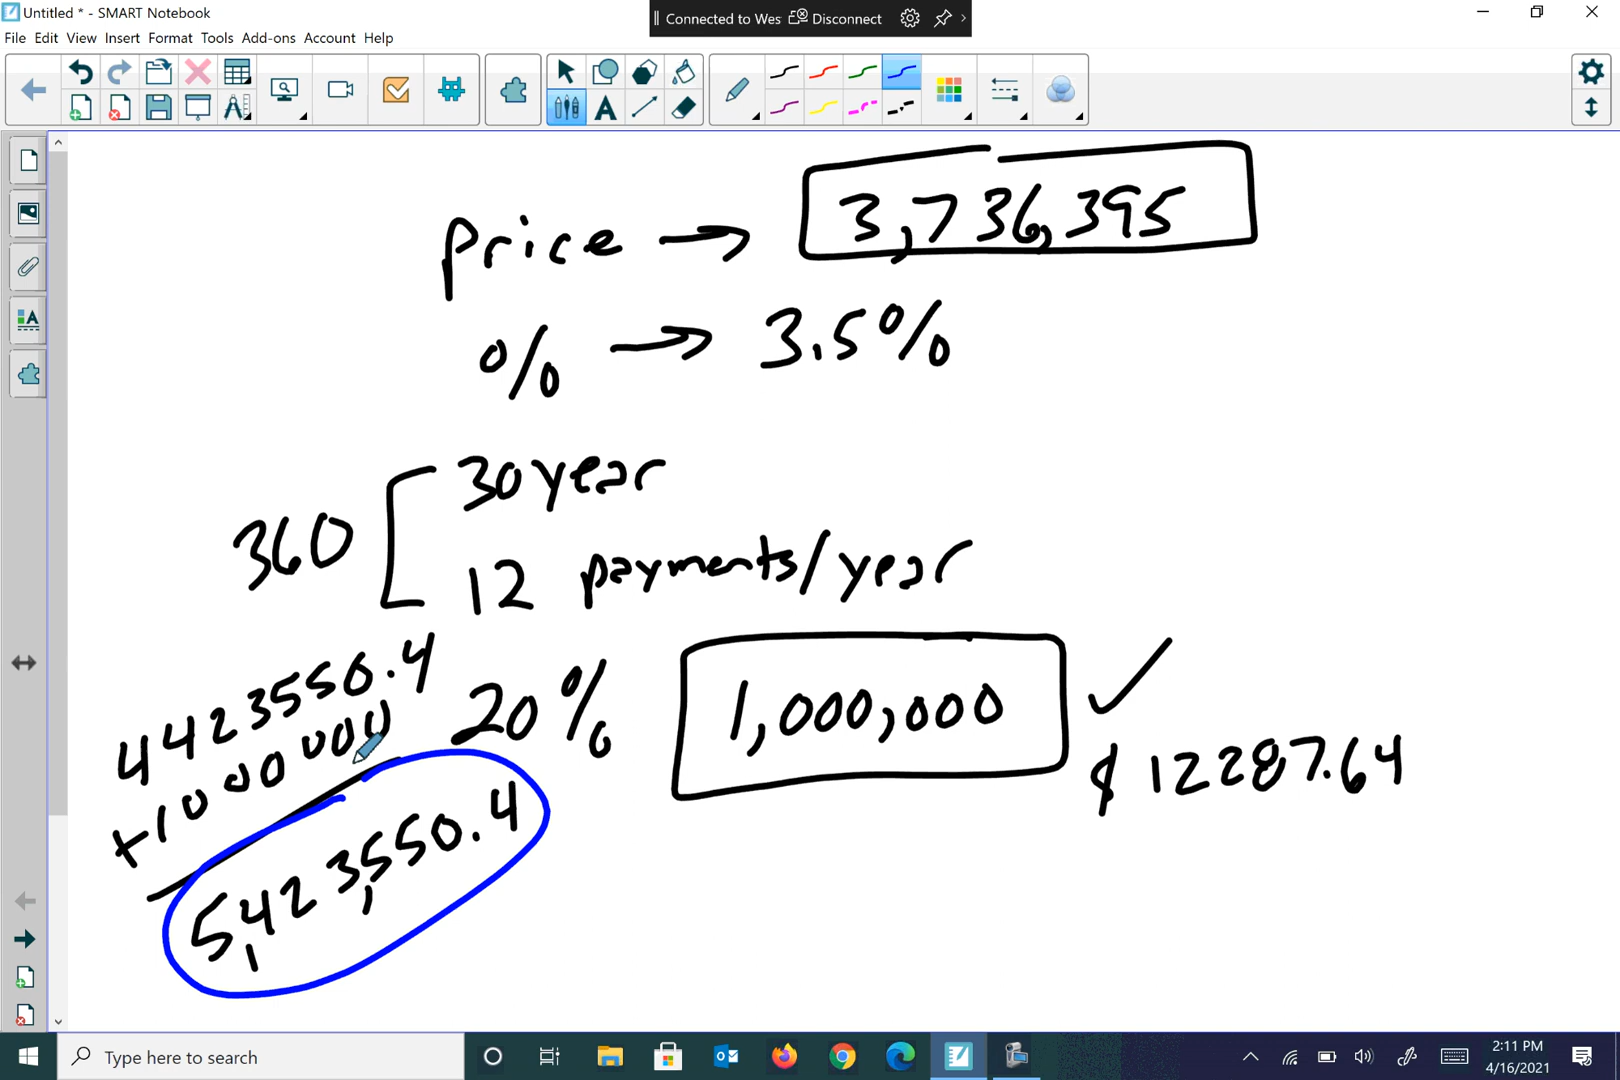 Untitled * - SMART Notebook
Connected to Wes Disconnect
File Edit View Insert Format Tools Add-ons Account Help
price → 3,736,395
% → 3.5%
30 year
360
12 payments/year
4423550.4
+1000000
5,423,550.4
20% 1,000,000 ✓
$12287.64
Type here to search
2:11 PM
4/16/2021